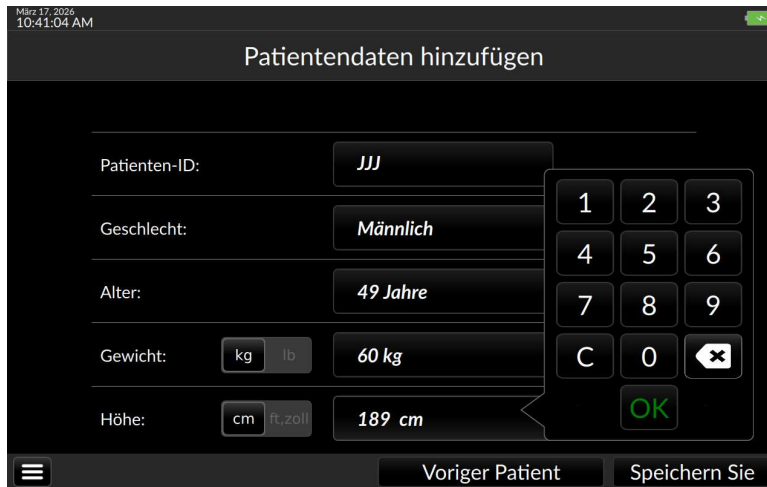 März 17, 2026
10:41:04 AM
Patientendaten hinzufügen
Patienten-ID: JJJ
Geschlecht: Männlich
Alter: 49 Jahre
Gewicht: kg lb 60 kg
Höhe: cm ft,zoll 189 cm
1 2 3
4 5 6
7 8 9
C 0
OK
Voriger Patient Speichern Sie